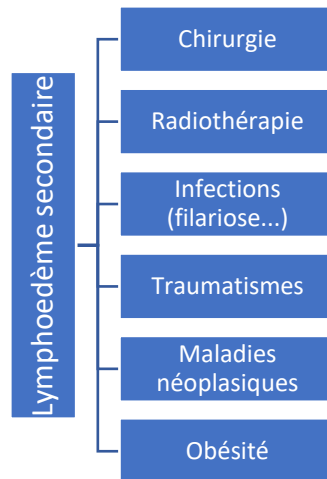 Lymphoedème secondaire
Chirurgie
Radiothérapie
Infections
(filariose...)
Traumatismes
Maladies
néoplasiques
Obésité